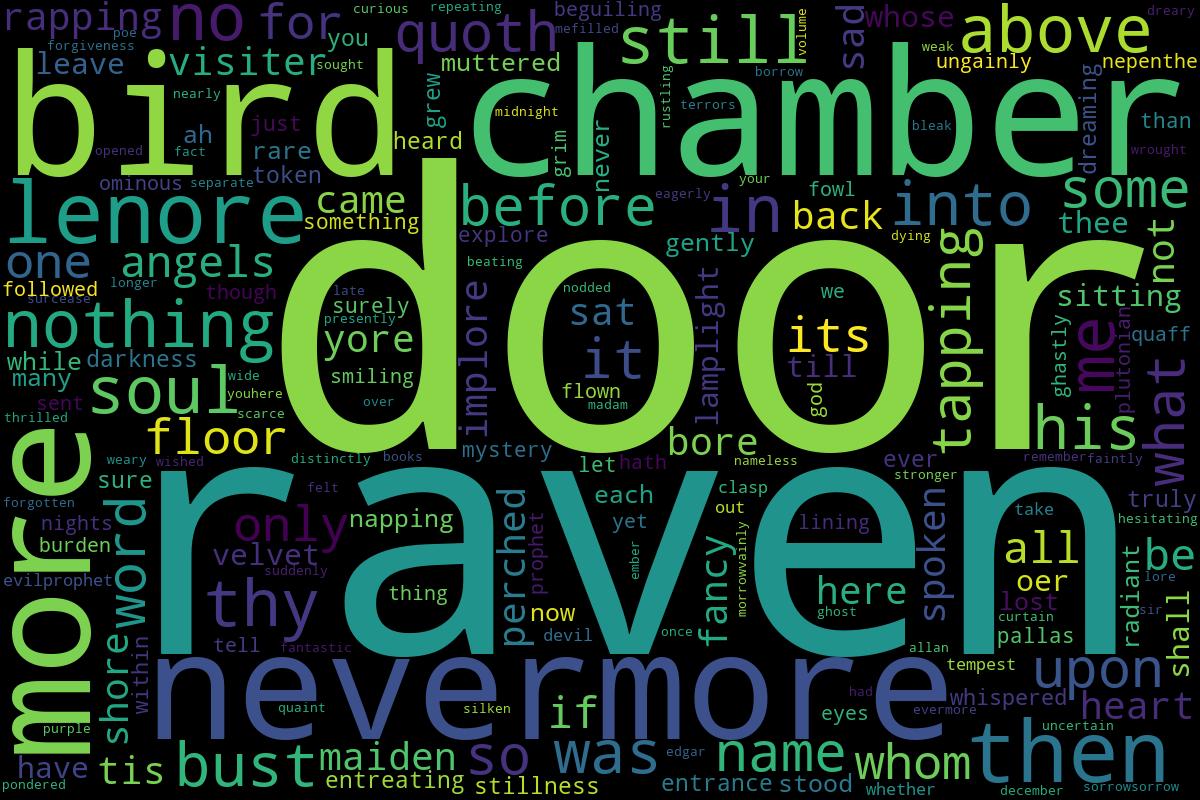 rapping no for quoth beguiling still volume sad whose above dreary
curious repeating mefilled
poe forgiveness you
leave visiter sought muttered borrow weak ungainly nepenthe
bird chamber
nearly grew midnight rustling terrors bleak dreaming than
ah just heard grim never
opened fact rare wrought
ominous separate token
lenore came before eagerly your fowl in back into some
something explore gently dying thee not
one angels beating
followed longer
surcease though
door
late surely presently yore smiling over
nodded sat it flown madam
we its till god
implore lamplight tapping sitting
nothing ghastly me plutonian quaff
while darkness
many soul wide youhere
sent scarce
thrilled
floor his what
more mystery bore
weary wished distinctly books let hath nameless ever stronger remember faintly
sure
forgotten
raven
felt each clasp
nights word only napping perched yet out lining spoken take truly
hesitating
burden velvet prophet ember morrowvainly all be
evilprophet suddenly thing fancy here oer radiant lore
thy now ghost lost curtain sir
devil once pallas
shore within tell fantastic allan shall
nevermore
tempest upon
quaint silken if had whispered heart
purple eyes evermore uncertain
bust maiden so was edgar name whom then
have tis entreating stillness entrance stood whether december sorrowsorrow
pondered